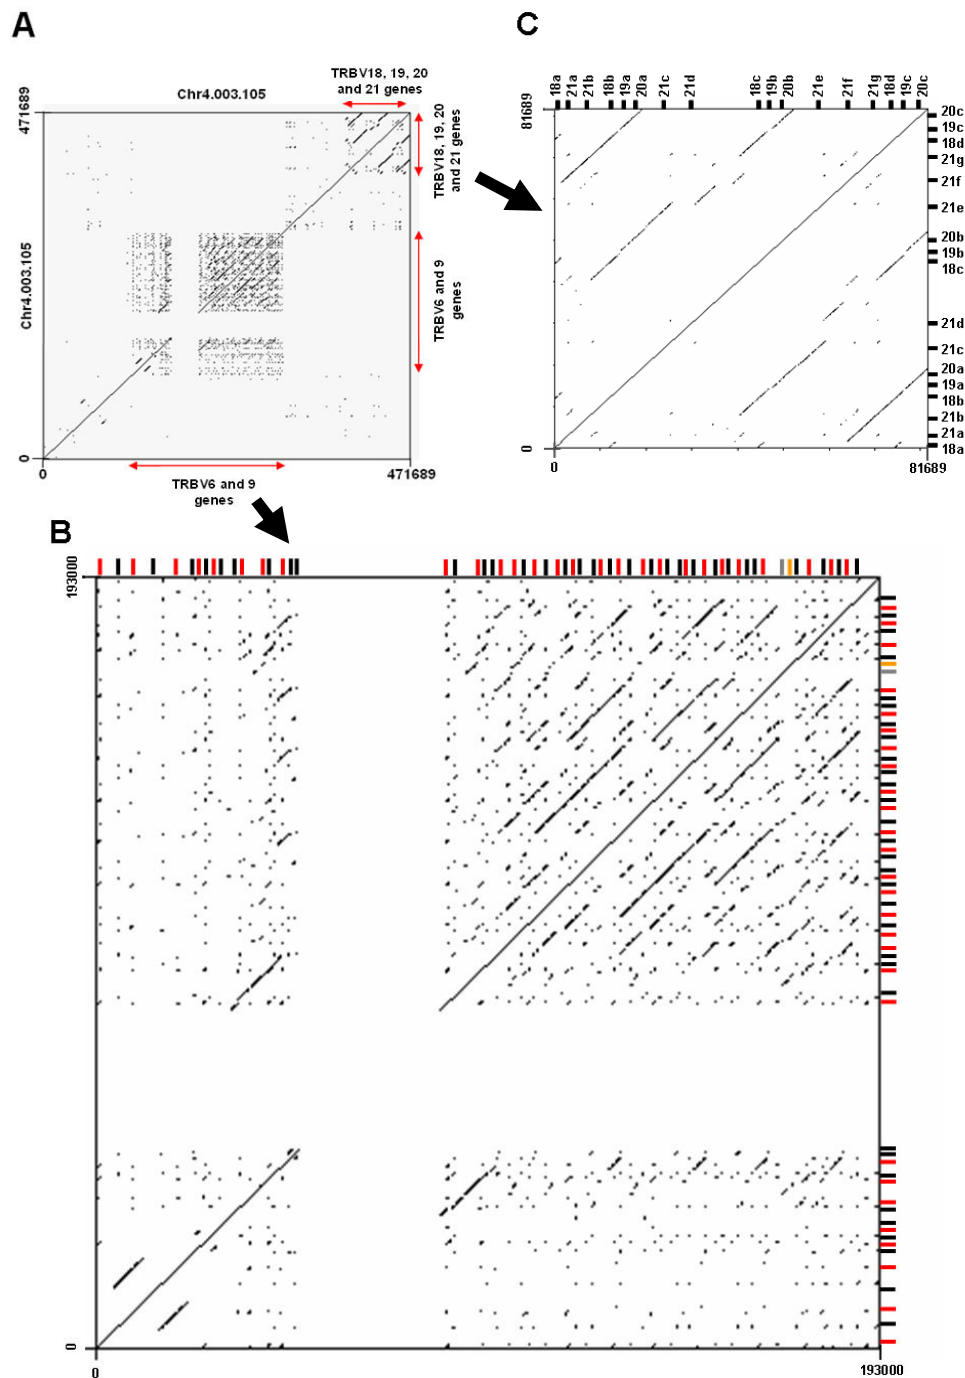 A
C
Chr4.003.105
TRBV18, 19, 20
and 21 genes
471689
Chr4.003.105
0
TRBV18, 19, 20
and 21 genes
TRBV6 and 9
genes
0
471689
TRBV6 and 9
genes
18a 21a 21b 18b 19a 20a 21c 21d 18c 19b 20b 21e 21f 21g 18d 19c 20c
81689
0
20c
19c
18d
21g
21f
21e
20b
19b
18c
21d
21c
20a
19a
18b
21b
21a
18a
0
81689
B
193000
0
0
193000